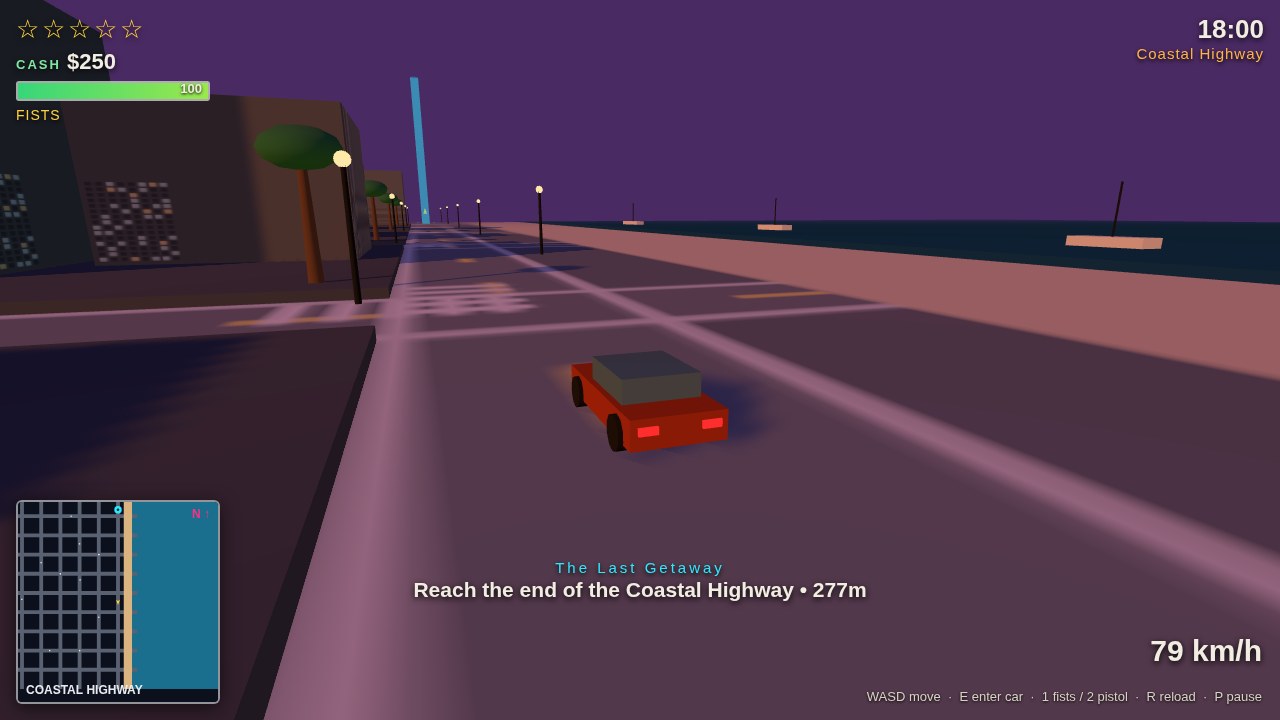 ☆☆☆☆☆
CASH $250
100
FISTS
18:00
Coastal Highway
N ↑
COASTAL HIGHWAY
The Last Getaway
Reach the end of the Coastal Highway • 277m
79 km/h
WASD move · E enter car · 1 fists / 2 pistol · R reload · P pause